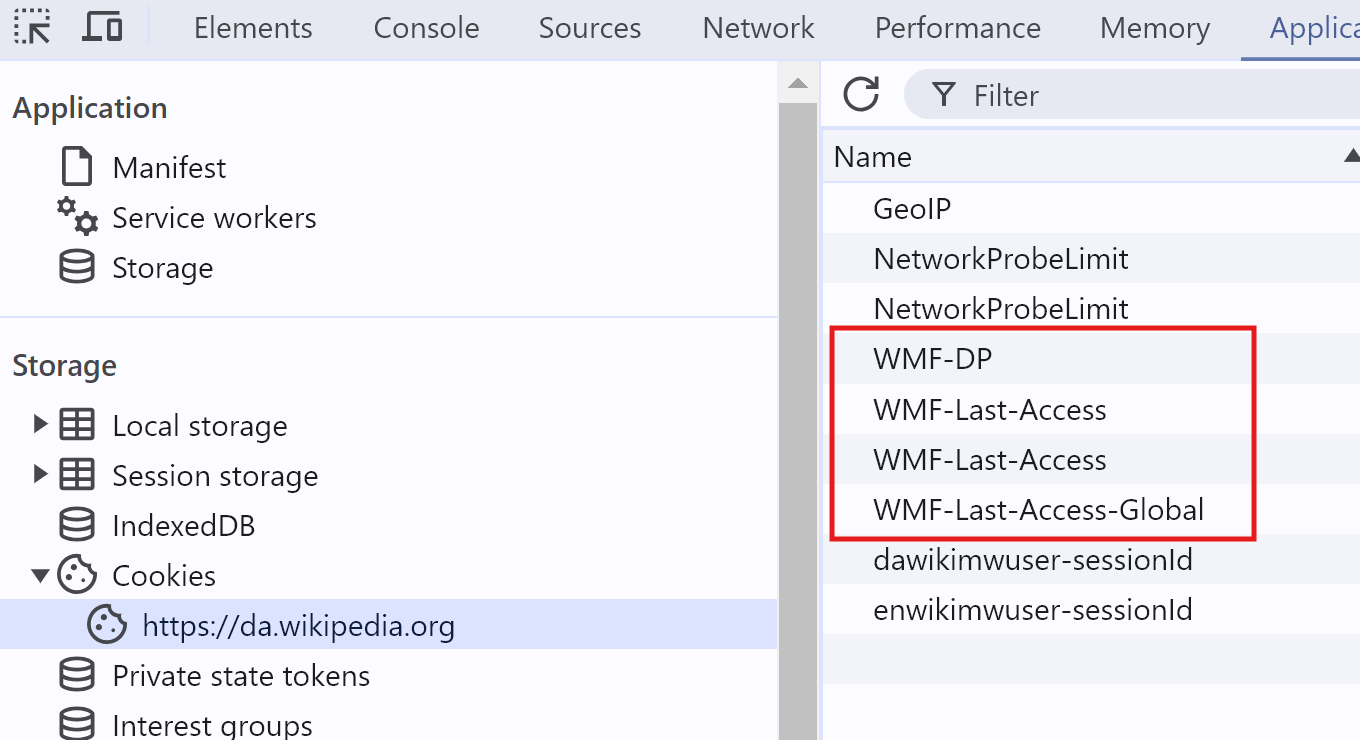 Elements Console Sources Network Performance Memory Applica
Application
Manifest
Service workers
Storage
Storage
Local storage
Session storage
IndexedDB
Cookies
https://da.wikipedia.org
Private state tokens
Interest groups
Filter
Name
GeoIP
NetworkProbeLimit
NetworkProbeLimit
WMF-DP
WMF-Last-Access
WMF-Last-Access
WMF-Last-Access-Global
dawikimwuser-sessionId
enwikimwuser-sessionId